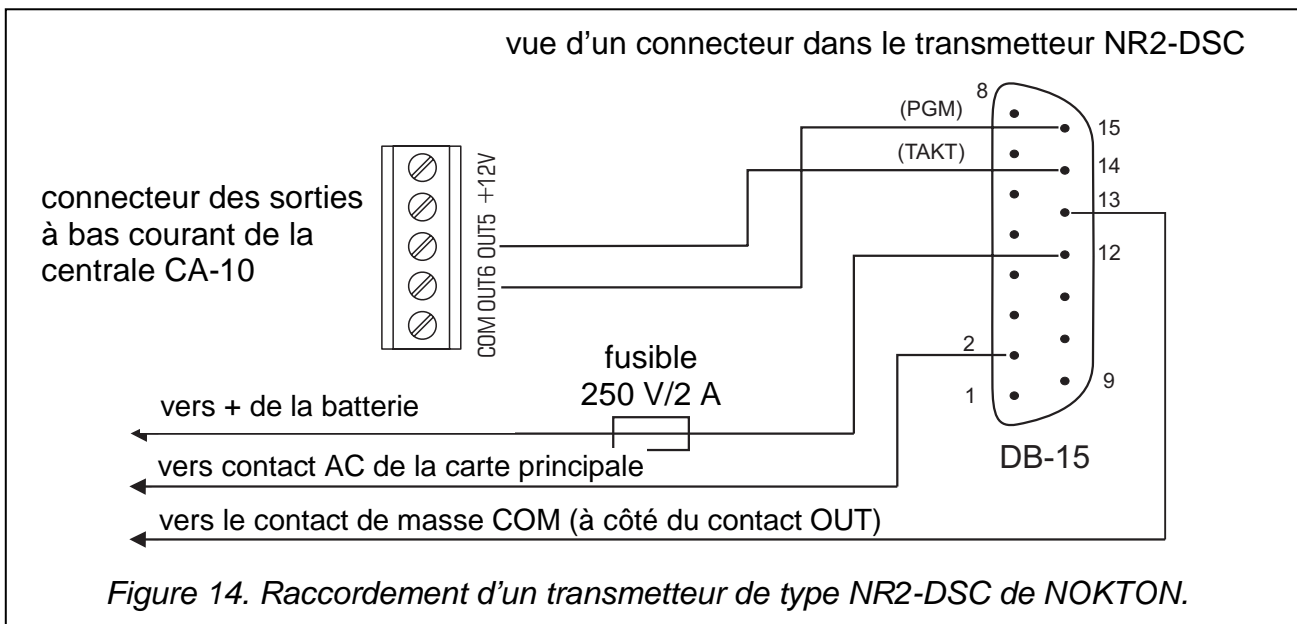 vue d'un connecteur dans le transmetteur NR2-DSC
8
(PGM)
15
(TAKT)
14
connecteur des sorties
à bas courant de la
centrale CA-10
COM OUT6 OUT5 +12V
13
12
2
fusible
250 V/2 A
1
9
vers + de la batterie
DB-15
vers contact AC de la carte principale
vers le contact de masse COM (à côté du contact OUT)
Figure 14. Raccordement d'un transmetteur de type NR2-DSC de NOKTON.